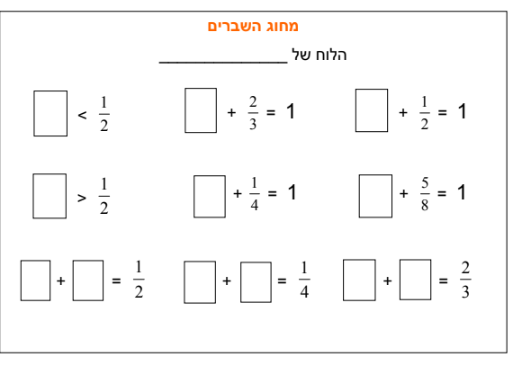 מחוג השברים
הלוח של ________________
□ < 1/2    □ + 2/3 = 1    □ + 1/2 = 1
□ > 1/2    □ + 1/4 = 1    □ + 5/8 = 1
□ + □ = 1/2    □ + □ = 1/4    □ + □ = 2/3